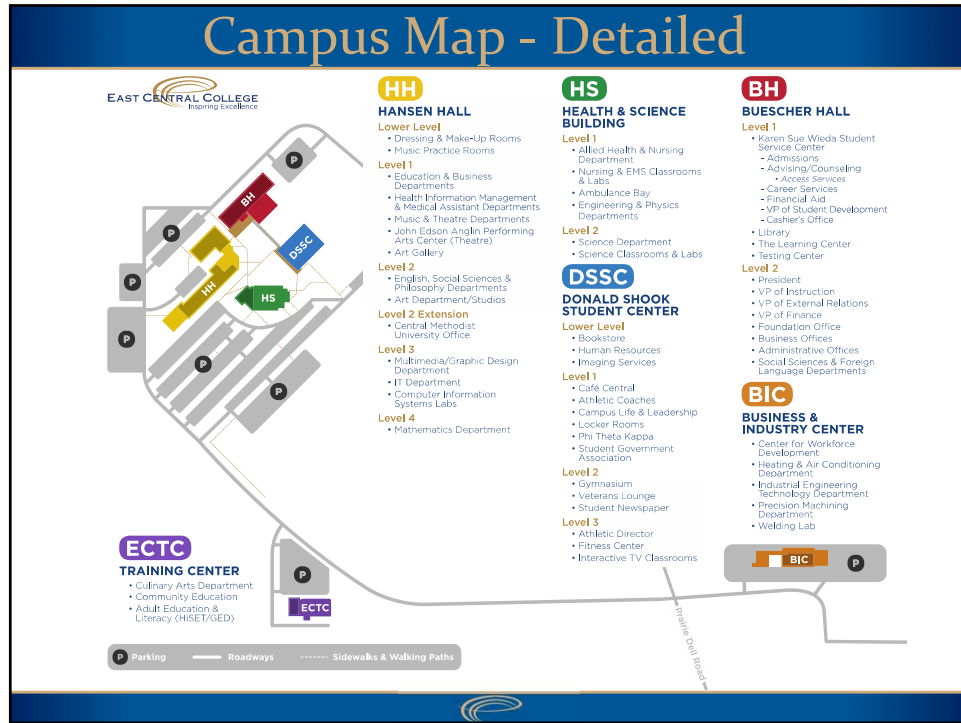 Campus Map - Detailed
EAST CENTRAL COLLEGE
Inspiring Excellence
HH
HANSEN HALL
Lower Level
• Dressing & Make-Up Rooms
• Music Practice Rooms
Level 1
• Education & Business
Departments
• Health Information Management
& Medical Assistant Departments
• Music & Theatre Departments
• John Edson Anglin Performing
Arts Center (Theatre)
• Art Gallery
Level 2
• English, Social Sciences &
Philosophy Departments
• Art Department/Studios
Level 2 Extension
• Central Methodist
University Office
Level 3
• Multimedia/Graphic Design
Department
• IT Department
• Computer Information
Systems Labs
Level 4
• Mathematics Department
HS
HEALTH & SCIENCE
BUILDING
Level 1
• Allied Health & Nursing
Department
• Nursing & EMS Classrooms
& Labs
• Ambulance Bay
• Engineering & Physics
Departments
Level 2
• Science Department
• Science Classrooms & Labs
DSSC
DONALD SHOOK
STUDENT CENTER
Lower Level
• Bookstore
• Human Resources
• Imaging Services
Level 1
• Café Central
• Athletic Coaches
• Campus Life & Leadership
• Locker Rooms
• Phi Theta Kappa
• Student Government
Association
Level 2
• Gymnasium
• Veterans Lounge
• Student Newspaper
Level 3
• Athletic Director
• Fitness Center
• Interactive TV Classrooms
BH
BUESCHER HALL
Level 1
• Karen Sue Wieda Student
Service Center
- Admissions
- Advising/Counseling
• Access Services
- Career Services
- Financial Aid
- VP of Student Development
- Cashier's Office
• Library
• The Learning Center
• Testing Center
Level 2
• President
• VP of Instruction
• VP of External Relations
• VP of Finance
• Foundation Office
• Business Offices
• Administrative Offices
• Social Sciences & Foreign
Language Departments
BIC
BUSINESS &
INDUSTRY CENTER
• Center for Workforce
Development
• Heating & Air Conditioning
Department
• Industrial Engineering
Technology Department
• Precision Machining
Department
• Welding Lab
P
BH
P
DSSC
P
HH
HS
P
P
P
P
ECTC
TRAINING CENTER
• Culinary Arts Department
• Community Education
• Adult Education &
Literacy (HiSET/GED)
P
ECTC
BIC
P
Prairie Dell Road
P Parking
Roadways
Sidewalks & Walking Paths